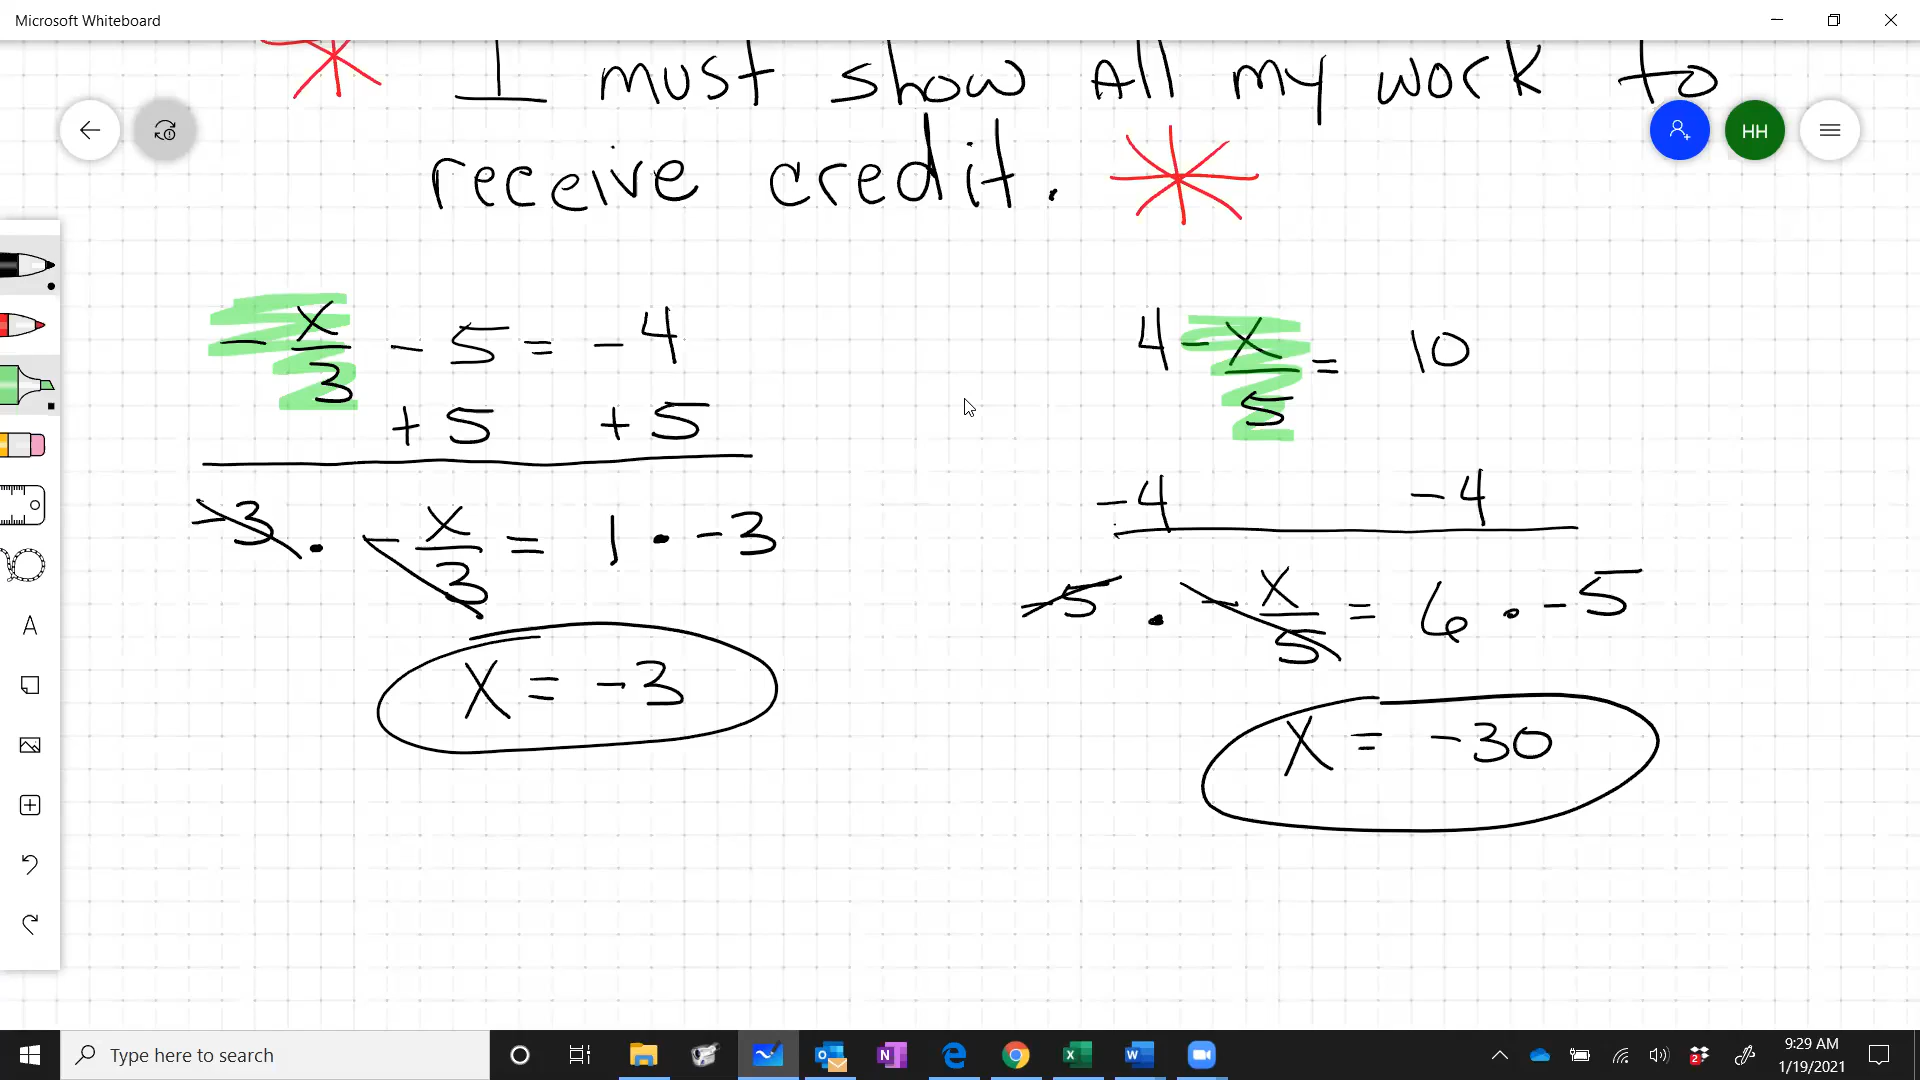 Microsoft Whiteboard
* I must show all my work to
receive credit. *
HH
- x/3 - 5 = -4
+ 5 + 5
-3 · - x/3 = 1 · -3
x = -3
4 - x/5 = 10
-4 -4
-5 · - x/5 = 6 · -5
x = -30
A
Type here to search
9:29 AM
1/19/2021